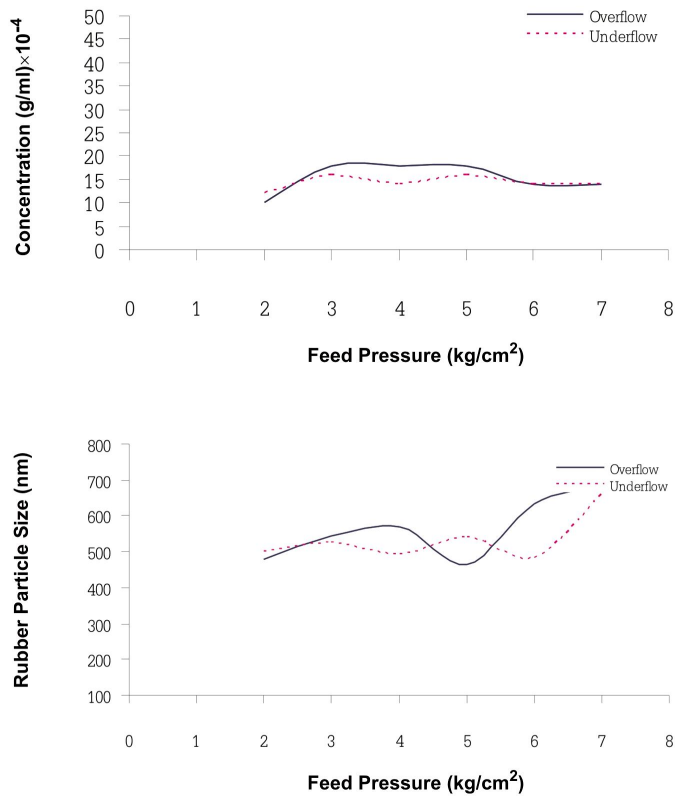 Concentration (g/ml)×10⁻⁴
50
45
40
35
30
25
20
15
10
5
0
Overflow
Underflow
0 1 2 3 4 5 6 7 8
Feed Pressure (kg/cm²)
Rubber Particle Size (nm)
800
700
600
500
400
300
200
100
Overflow
Underflow
0 1 2 3 4 5 6 7 8
Feed Pressure (kg/cm²)